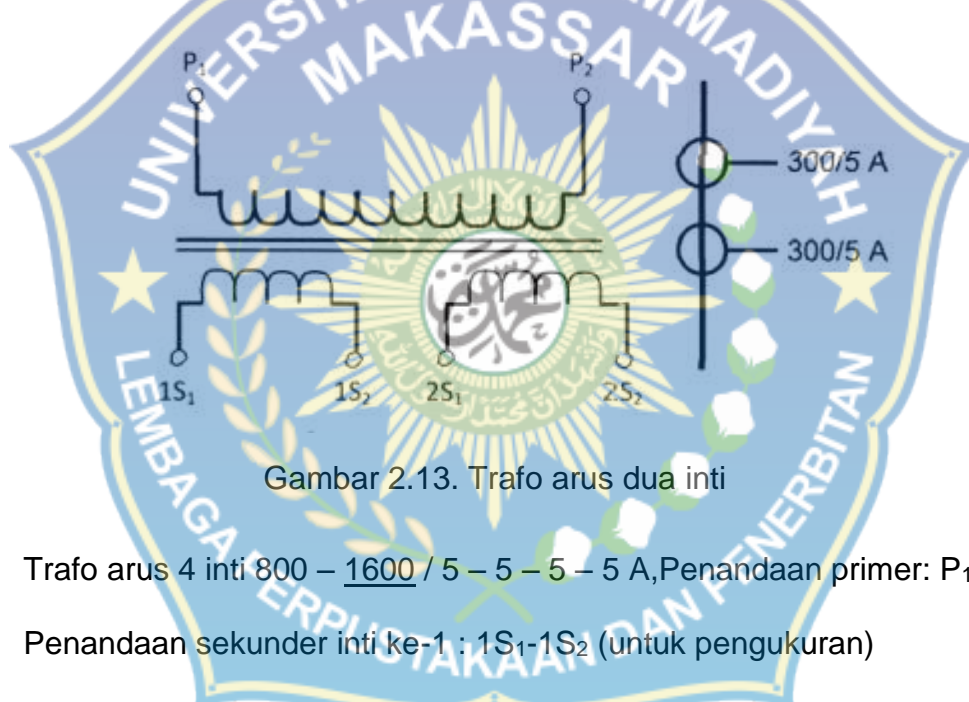 UNIVERSITAS MUHAMMADIYAH
MAKASSAR
P₁
P₂
300/5 A
300/5 A
1S₁
1S₂
2S₁
2S₂
LEMBAGA PERPUSTAKAAN DAN PENERBITAN
Gambar 2.13. Trafo arus dua inti
Trafo arus 4 inti 800 – 1600 / 5 – 5 – 5 – 5 A,Penandaan primer: P₁
Penandaan sekunder inti ke-1 : 1S₁-1S₂ (untuk pengukuran)